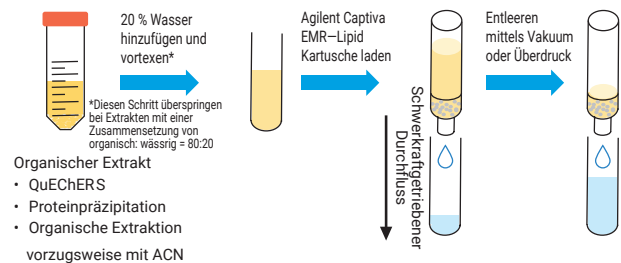 20 % Wasser
hinzufügen und
vortexen*
*Diesen Schritt überspringen
bei Extrakten mit einer
Zusammensetzung von
organisch: wässrig = 80:20
Organischer Extrakt
• QuEChERS
• Proteinpräzipitation
• Organische Extraktion
vorzugsweise mit ACN
Agilent Captiva
EMR—Lipid
Kartusche laden
Schwerkraftgetriebener
Durchfluss
Entleeren
mittels Vakuum
oder Überdruck